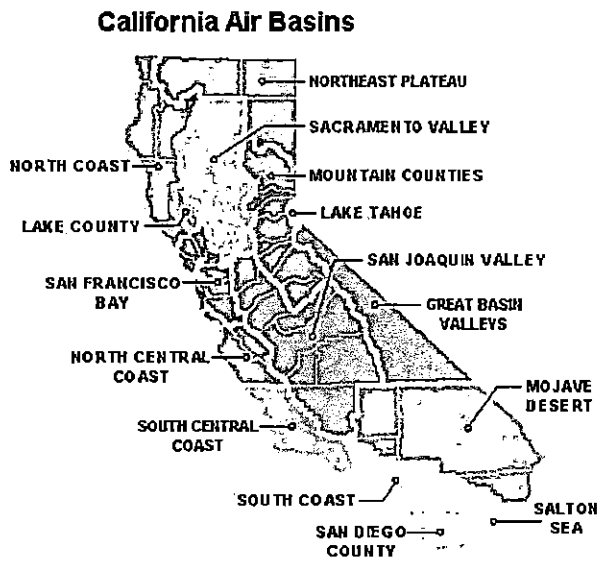 California Air Basins
NORTHEAST PLATEAU
SACRAMENTO VALLEY
NORTH COAST
MOUNTAIN COUNTIES
LAKE TAHOE
LAKE COUNTY
SAN JOAQUIN VALLEY
SAN FRANCISCO
BAY
GREAT BASIN
VALLEYS
NORTH CENTRAL
COAST
MOJAVE
DESERT
SOUTH CENTRAL
COAST
SOUTH COAST
SALTON
SEA
SAN DIEGO
COUNTY